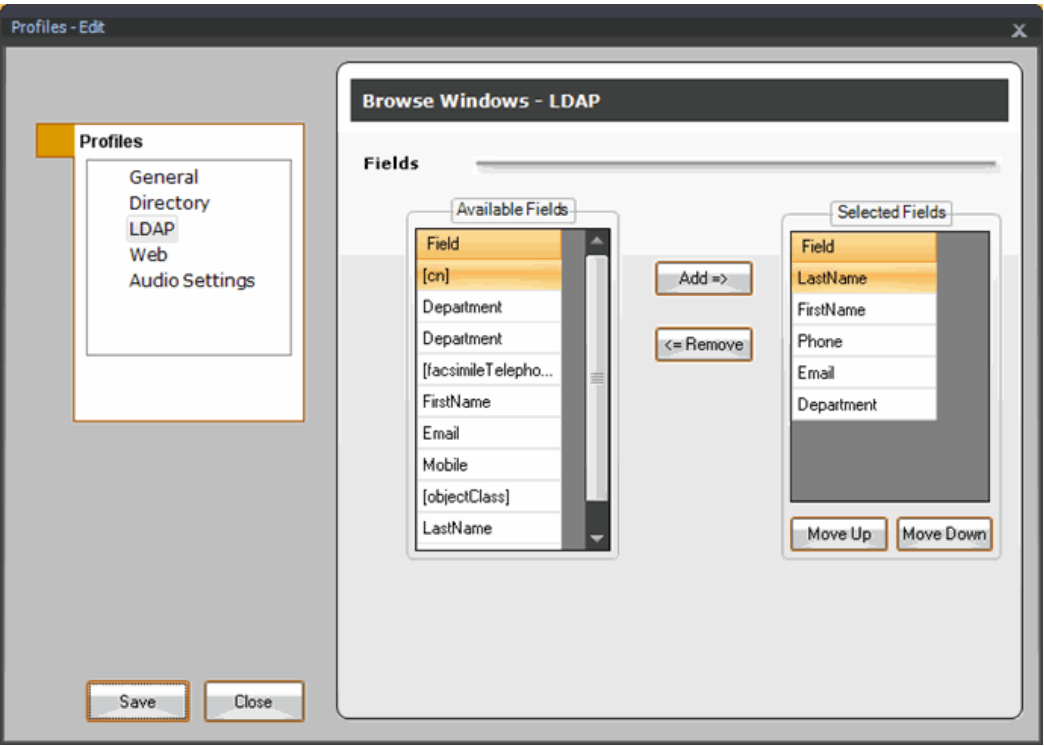 Profiles - Edit
x
Profiles
General
Directory
LDAP
Web
Audio Settings
Save
Close
Browse Windows - LDAP
Fields
Available Fields
Field
[cn]
Department
Department
[facsimileTelepho...
FirstName
Email
Mobile
[objectClass]
LastName
Add =>
<= Remove
Selected Fields
Field
LastName
FirstName
Phone
Email
Department
Move Up
Move Down